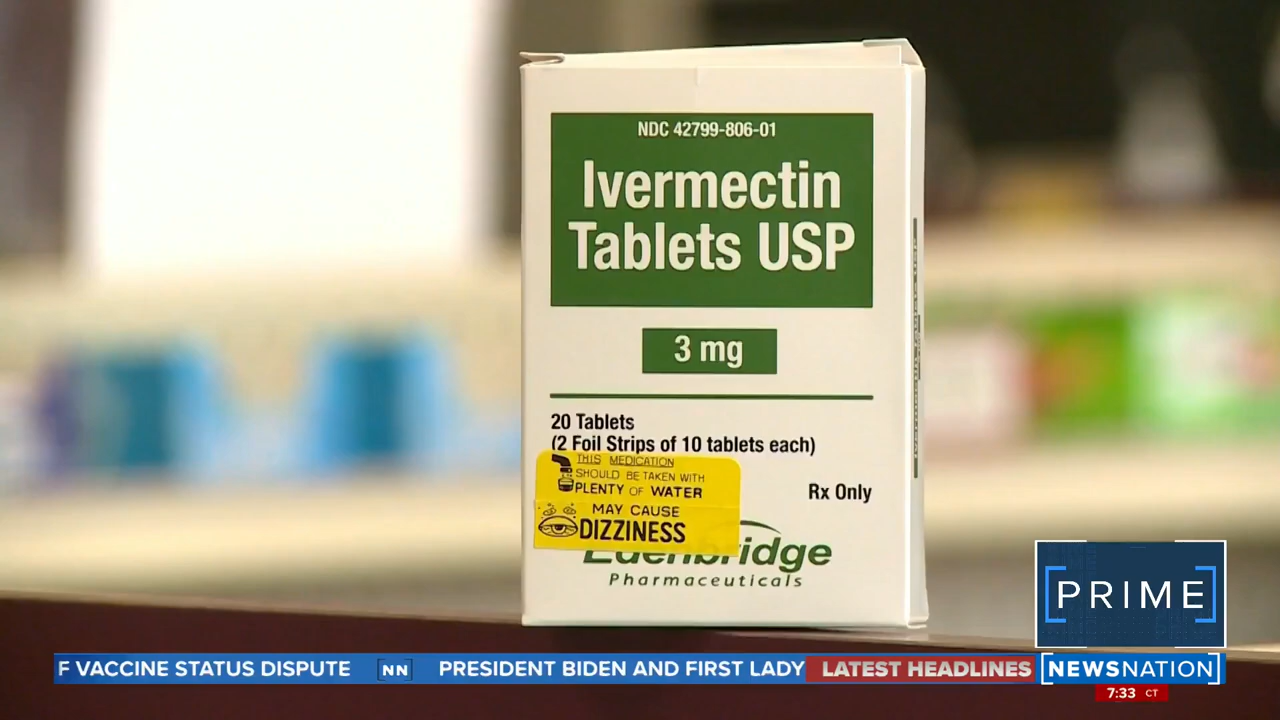 NDC 42799-806-01
Ivermectin
Tablets USP
3 mg
20 Tablets
(2 Foil Strips of 10 tablets each)
THIS MEDICATION
SHOULD BE TAKEN WITH
PLENTY OF WATER
MAY CAUSE
DIZZINESS
Rx Only
Edenbridge
Pharmaceuticals
PRIME
F VACCINE STATUS DISPUTE NN PRESIDENT BIDEN AND FIRST LADY LATEST HEADLINES NEWSNATION
7:33 CT